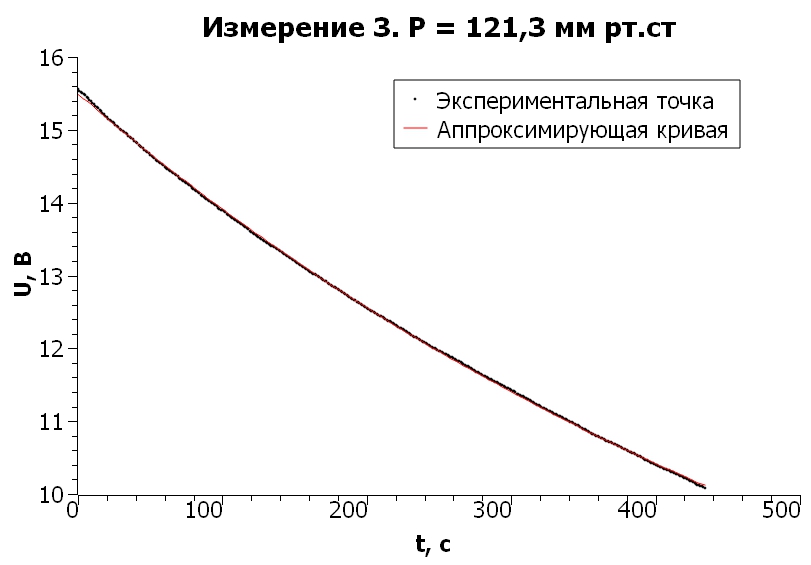 Измерение 3. P = 121,3 мм рт.ст
Экспериментальная точка
Аппроксимирующая кривая
16
15
14
13
12
11
10
U, В
0 100 200 300 400 500
t, с